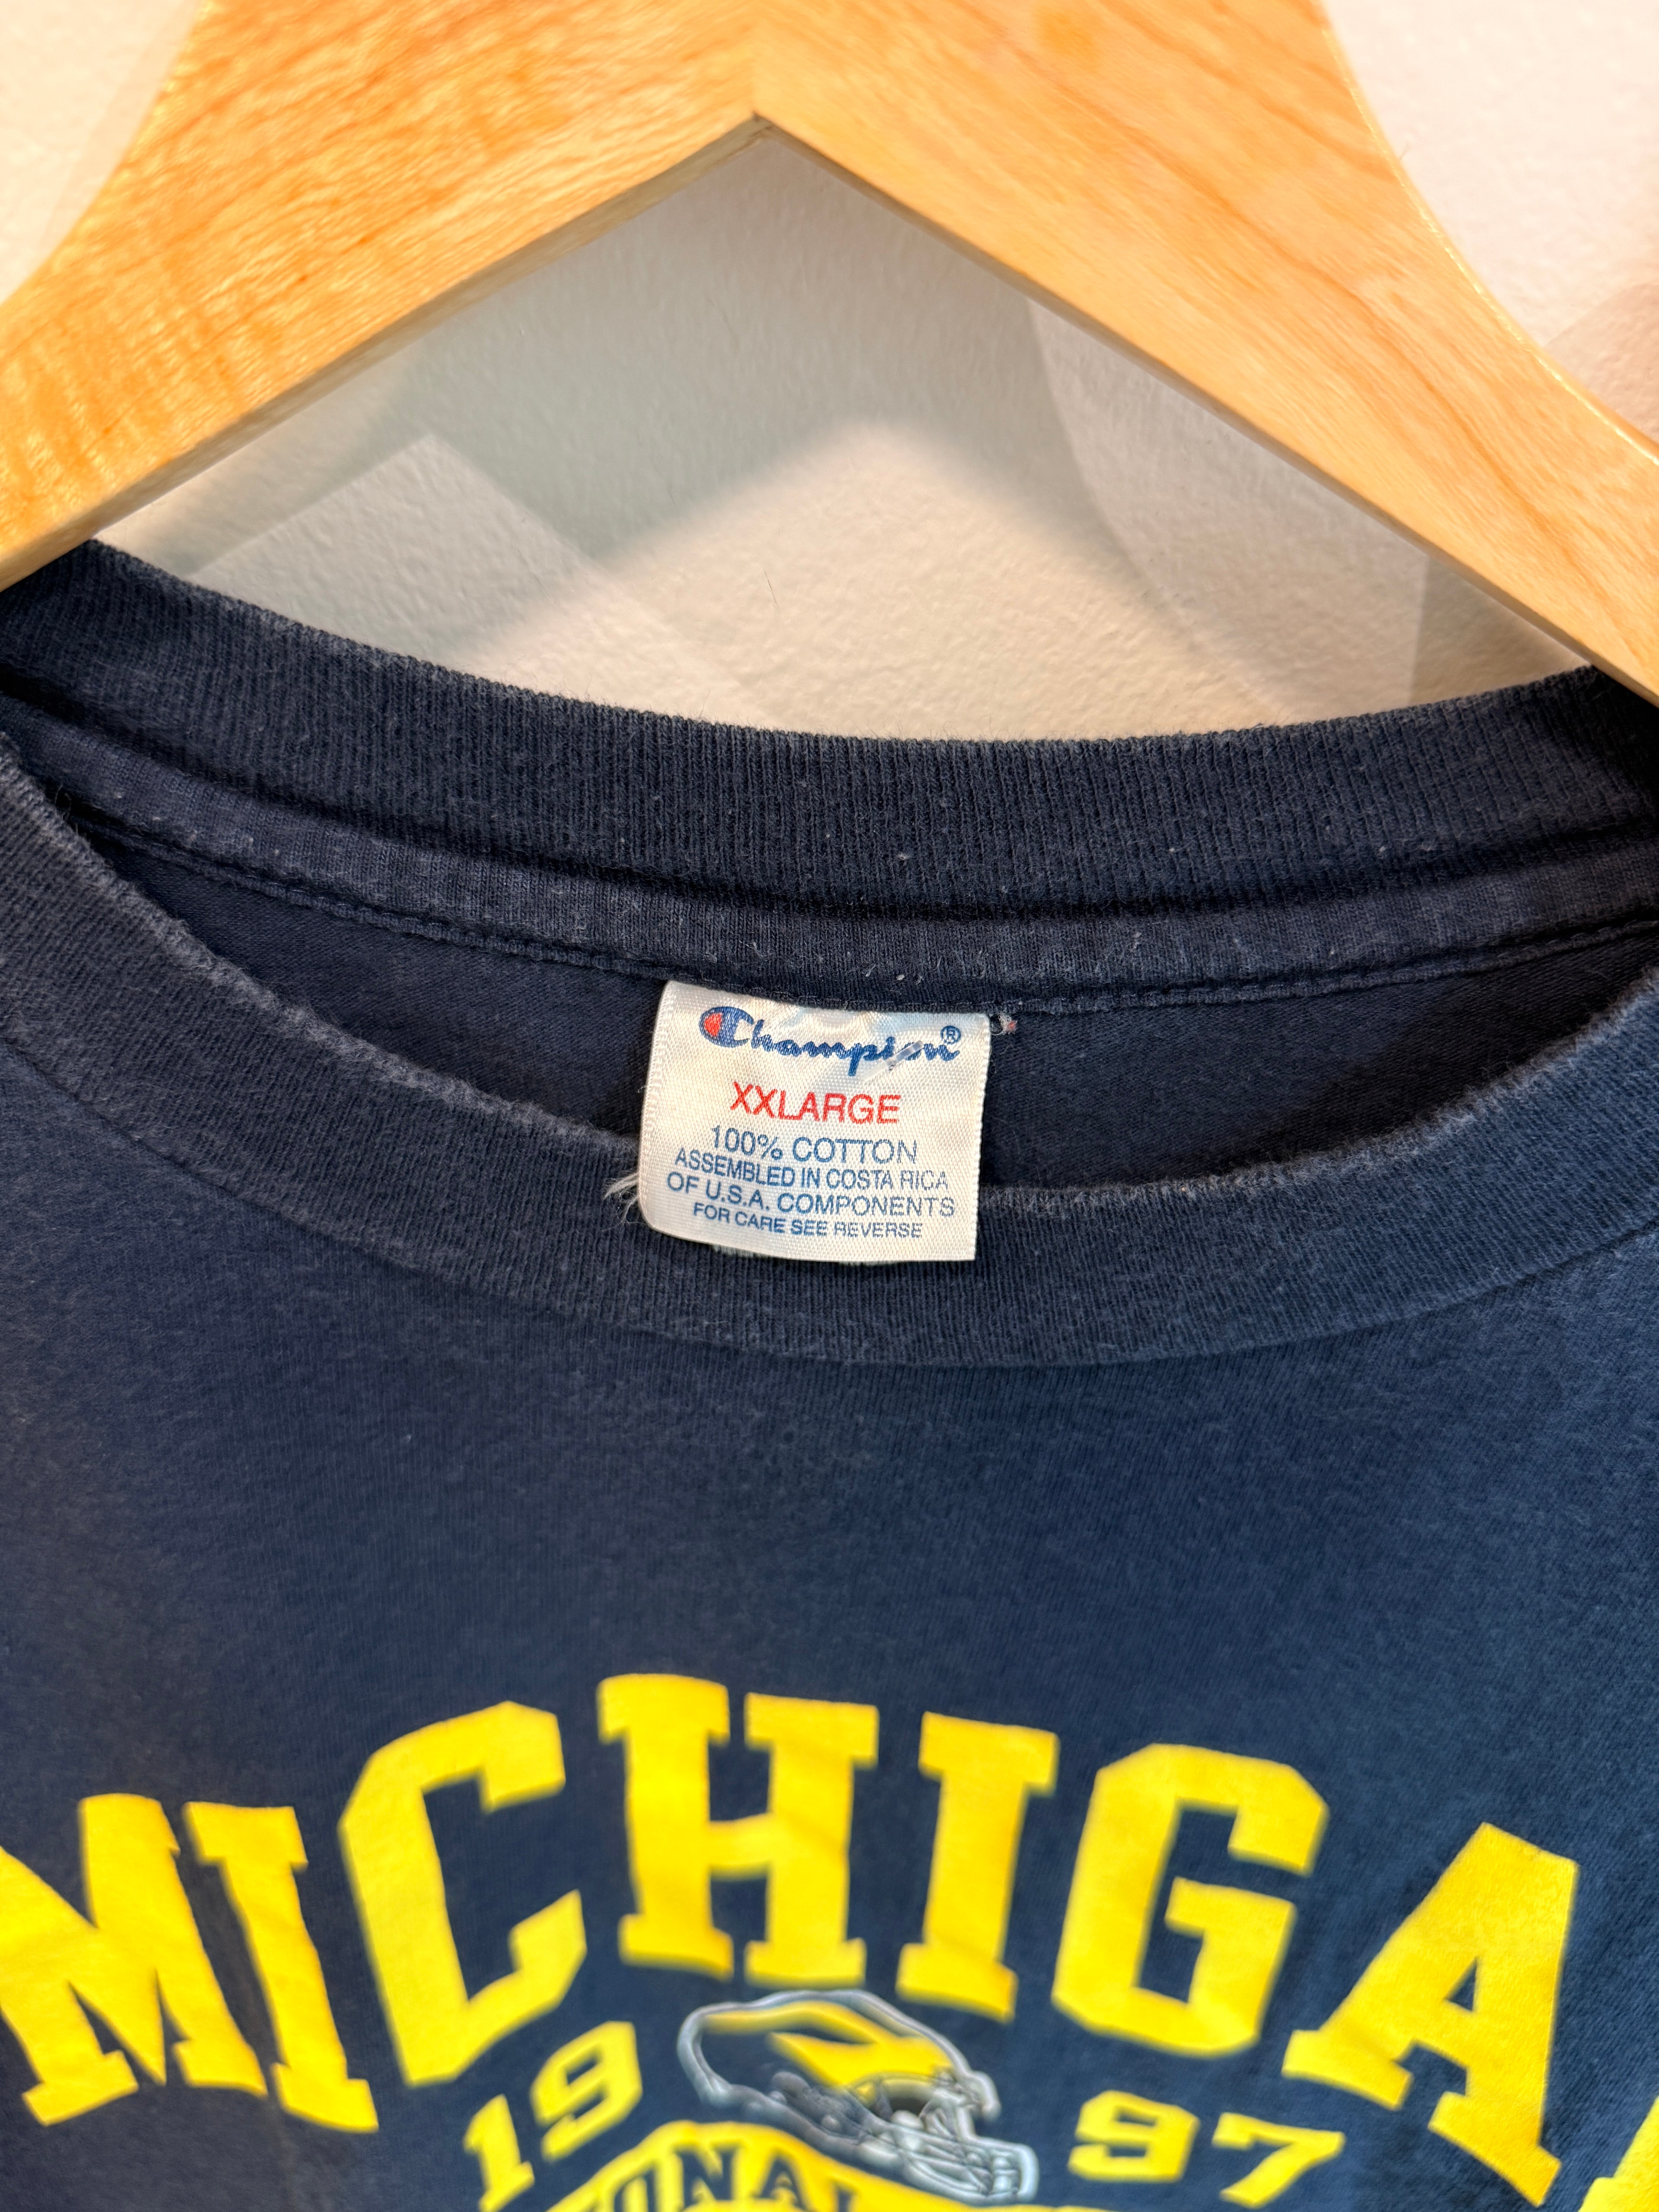 Champion®
XXLARGE
100% COTTON
ASSEMBLED IN COSTA RICA
OF U.S.A. COMPONENTS
FOR CARE SEE REVERSE
MICHIGA
19 97